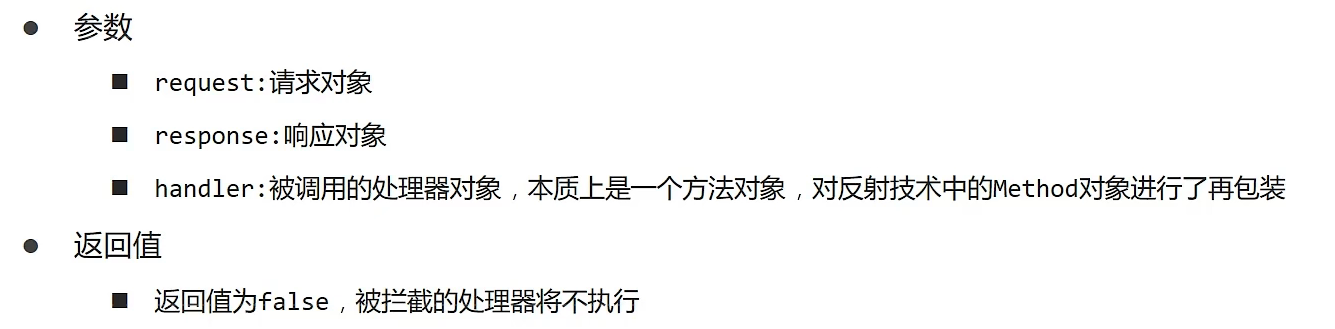 参数
request:请求对象
response:响应对象
handler:被调用的处理器对象，本质上是一个方法对象，对反射技术中的Method对象进行了再包装
返回值
返回值为false，被拦截的处理器将不执行